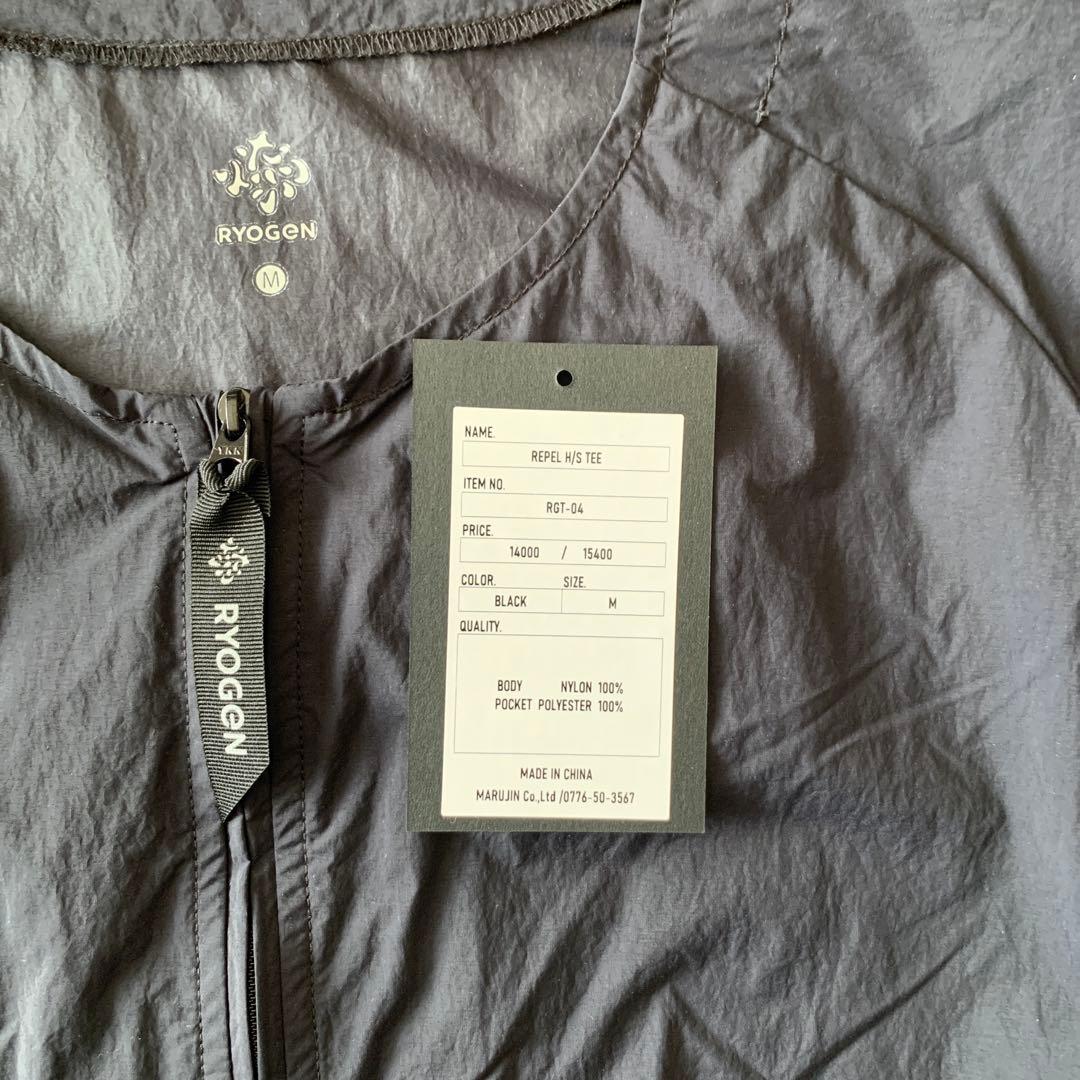 RYOGeN
M
YKK
RYOGeN
NAME.
REPEL H/S TEE
ITEM NO.
RGT-04
PRICE.
14000 / 15400
COLOR. SIZE.
BLACK M
QUALITY.
BODY NYLON 100%
POCKET POLYESTER 100%
MADE IN CHINA
MARUJIN Co.,Ltd /0776-50-3567